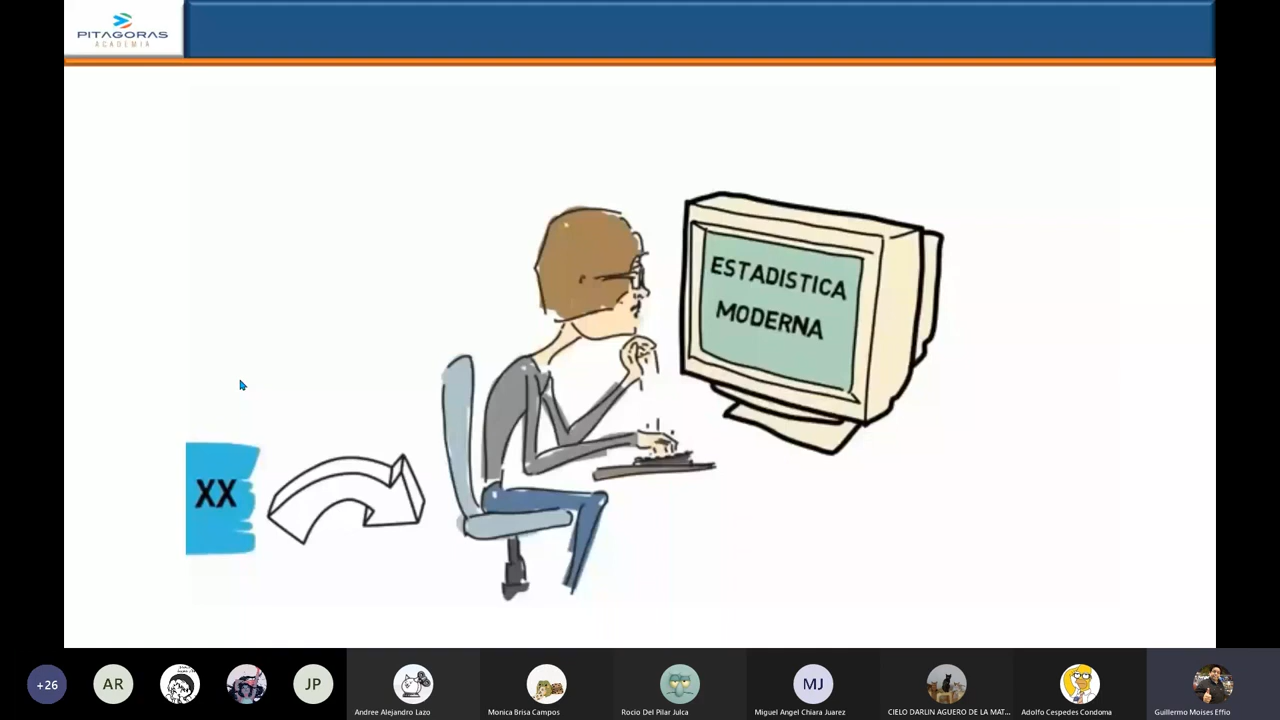 PITAGORAS
ACADEMIA
ESTADISTICA
MODERNA
XX
+26
AR
JP
MJ
Andree Alejandro Lazo
Monica Brisa Campos
Rocio Del Pilar Julca
Miguel Angel Chiara Juarez
CIELO DARLIN AGUERO DE LA MAT...
Adolfo Cespedes Condoma
Guillermo Moises Effio